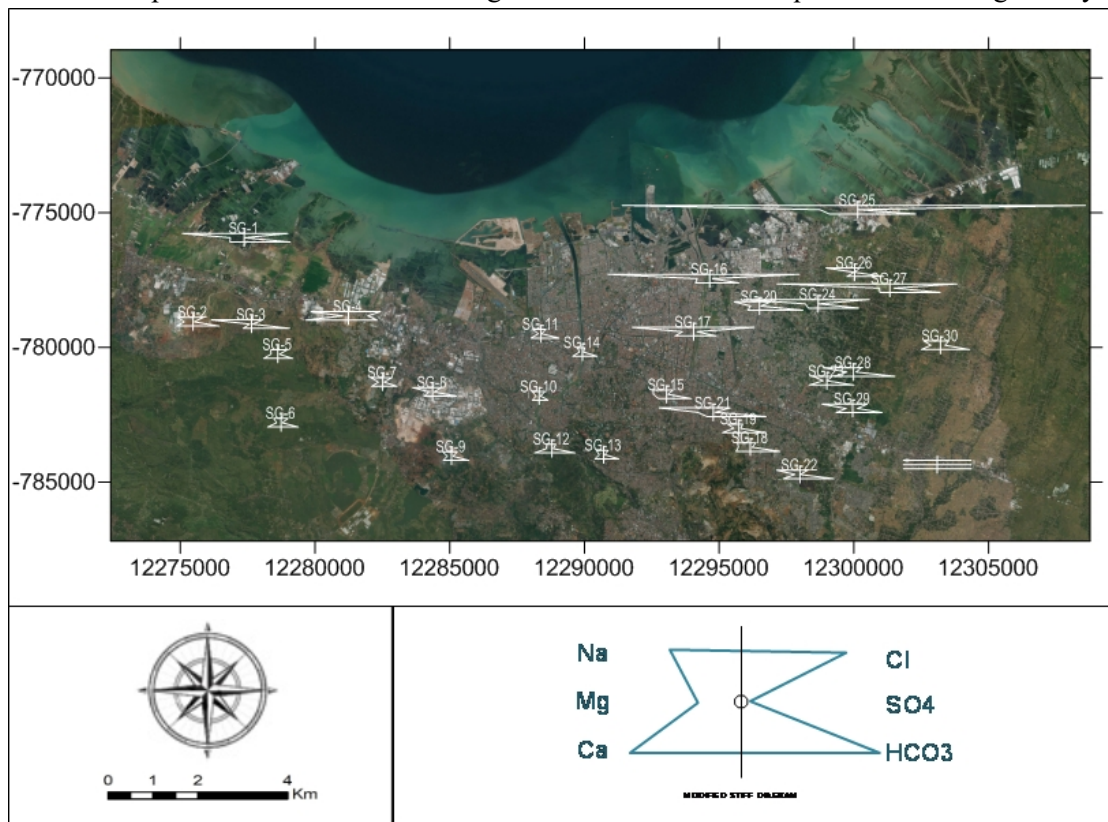 -770000
-775000
-780000
-785000
SG-25
SG-1
SG-26
SG-16
SG-27
SG-20
SG-24
SG-4
SG-2
SG-3
SG-11
SG-17
SG-14
SG-30
SG-5
SG-28
SG-7
SG-8
SG-10
SG-15
SG-21
SG-29
SG-6
SG-19
SG-9
SG-12
SG-13
SG-18
SG-22
12275000 12280000 12285000 12290000 12295000 12300000 12305000
0 1 2 4
Km
Na Cl
Mg SO4
Ca HCO3
MODIFIED STIFF DIAGRAM